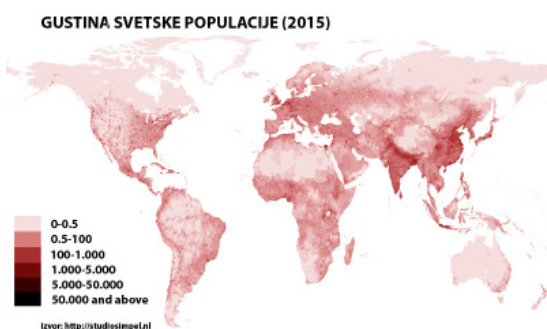 GUSTINA SVETSKE POPULACIJE (2015)
0-0.5
0.5-100
100-1.000
1.000-5.000
5.000-50.000
50.000 and above
Izvor: http://studiosimpel.nl